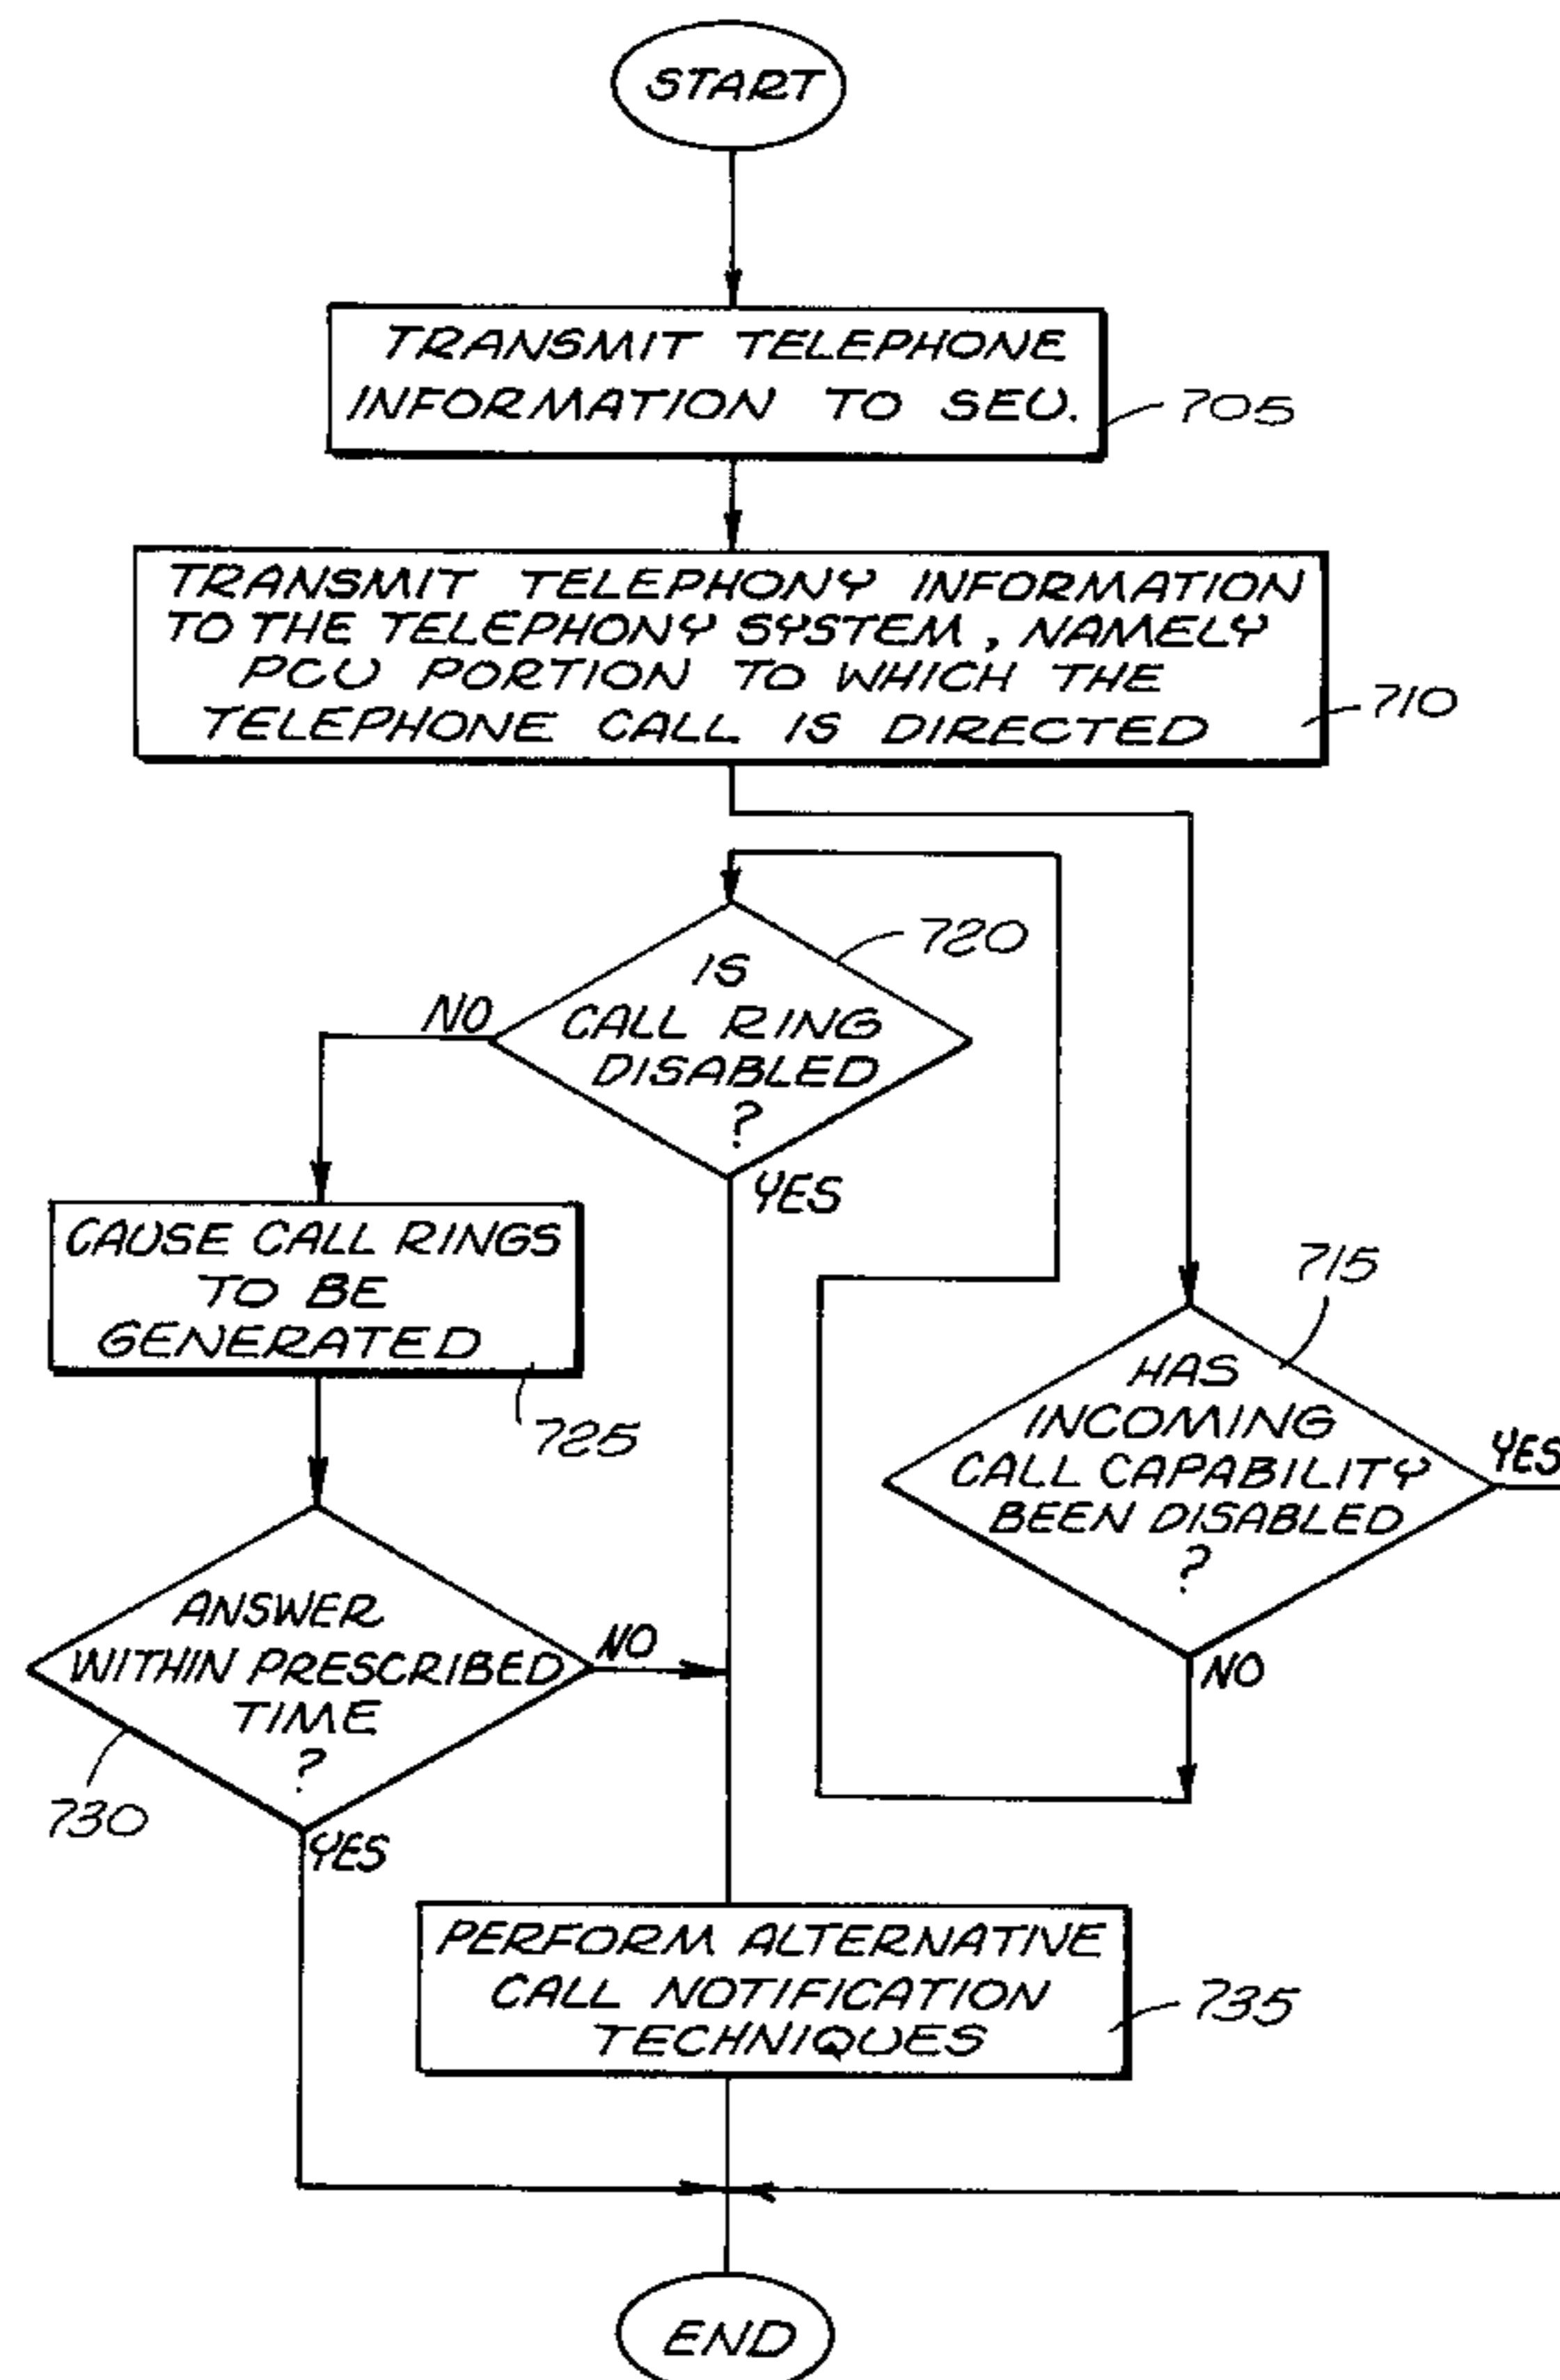 START
TRANSMIT TELEPHONE
INFORMATION TO SEU.
705
TRANSMIT TELEPHONY INFORMATION
TO THE TELEPHONY SYSTEM, NAMELY
PCU PORTION TO WHICH THE
TELEPHONE CALL IS DIRECTED
710
IS
CALL RING
DISABLED
?
720
NO
YES
CAUSE CALL RINGS
TO BE
GENERATED
725
HAS
INCOMING
CALL CAPABILITY
BEEN DISABLED
?
715
YES
NO
ANSWER
WITHIN PRESCRIBED
TIME
?
730
NO
YES
PERFORM ALTERNATIVE
CALL NOTIFICATION
TECHNIQUES
735
END